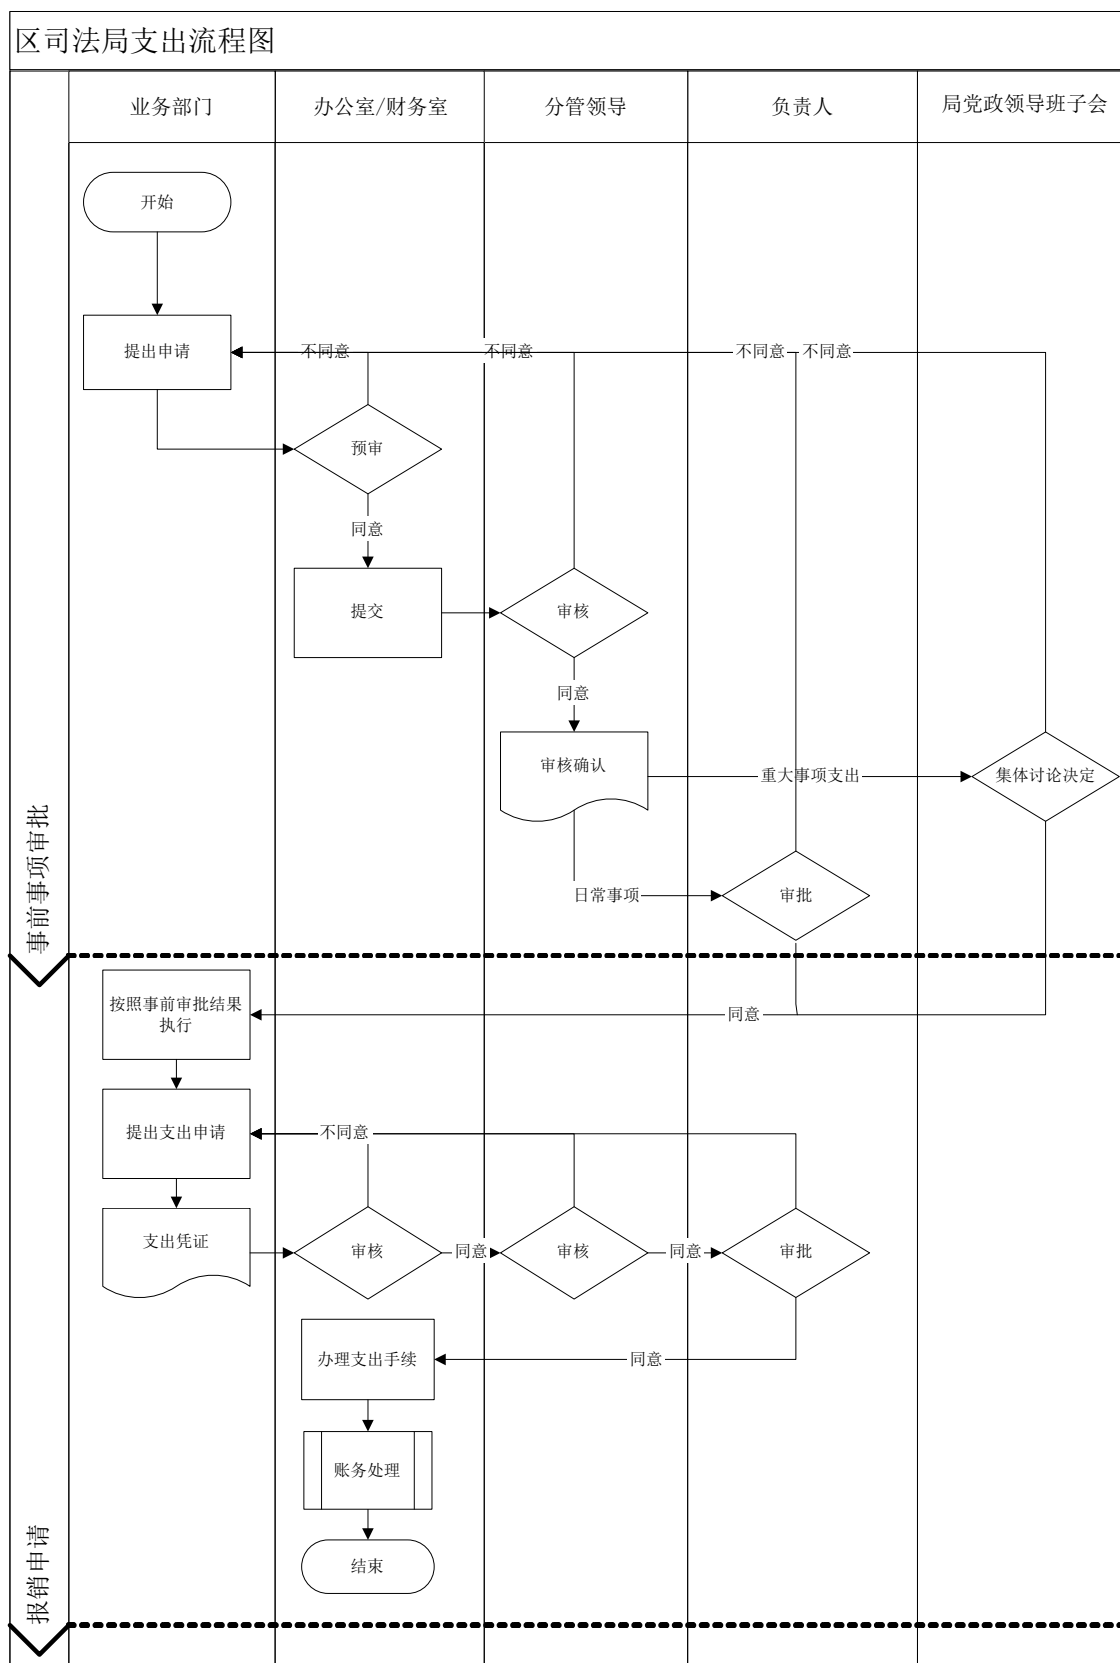 区司法局支出流程图
业务部门
办公室/财务室
分管领导
负责人
局党政领导班子会
开始
提出申请
不同意
不同意
不同意
不同意
预审
同意
提交
审核
同意
审核确认
重大事项支出
集体讨论决定
日常事项
审批
事前事项审批
按照事前审批结果
执行
同意
提出支出申请
不同意
支出凭证
审核
同意
审核
同意
审批
办理支出手续
同意
账务处理
结束
报销申请